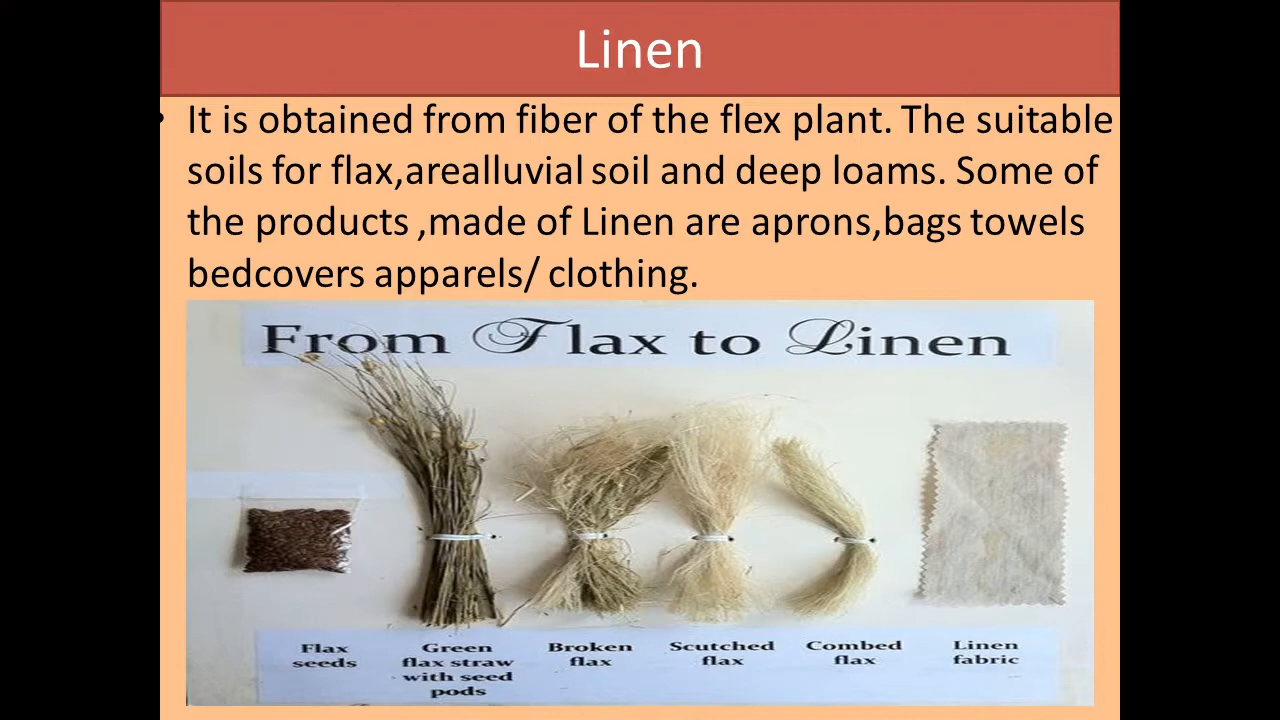 Linen
• It is obtained from fiber of the flex plant. The suitable
soils for flax,arealluvial soil and deep loams. Some of
the products ,made of Linen are aprons,bags towels
bedcovers apparels/ clothing.
From Flax to Linen
Flax
seeds
Green
flax straw
with seed
pods
Broken
flax
Scutched
flax
Combed
flax
Linen
fabric